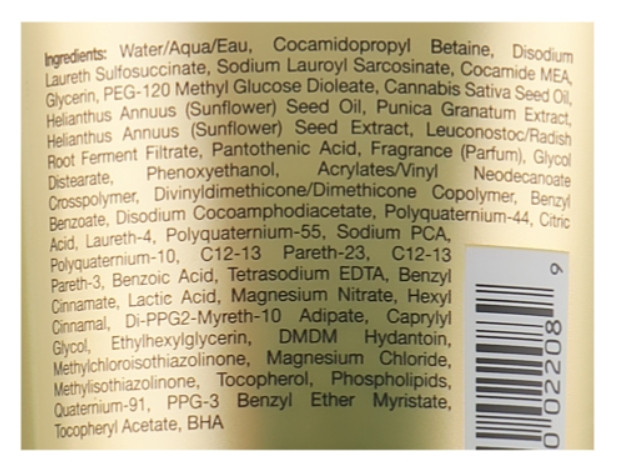 Ingredients: Water/Aqua/Eau, Cocamidopropyl Betaine, Disodium
Laureth Sulfosuccinate, Sodium Lauroyl Sarcosinate, Cocamide MEA,
Glycerin, PEG-120 Methyl Glucose Dioleate, Cannabis Sativa Seed Oil,
Helianthus Annuus (Sunflower) Seed Oil, Punica Granatum Extract,
Helianthus Annuus (Sunflower) Seed Extract, Leuconostoc/Radish
Root Ferment Filtrate, Pantothenic Acid, Fragrance (Parfum), Glycol
Distearate, Phenoxyethanol, Acrylates/Vinyl Neodecanoate
Crosspolymer, Divinyldimethicone/Dimethicone Copolymer, Benzyl
Benzoate, Disodium Cocoamphodiacetate, Polyquaternium-44, Citric
Acid, Laureth-4, Polyquaternium-55, Sodium PCA,
Polyquaternium-10, C12-13 Pareth-23, C12-13
Pareth-3, Benzoic Acid, Tetrasodium EDTA, Benzyl
Cinnamate, Lactic Acid, Magnesium Nitrate, Hexyl
Cinnamal, Di-PPG2-Myreth-10 Adipate, Caprylyl
Glycol, Ethylhexylglycerin, DMDM Hydantoin,
Methylchloroisothiazolinone, Magnesium Chloride,
Methylisothiazolinone, Tocopherol, Phospholipids,
Quaternium-91, PPG-3 Benzyl Ether Myristate,
Tocopheryl Acetate, BHA
0 02208
9